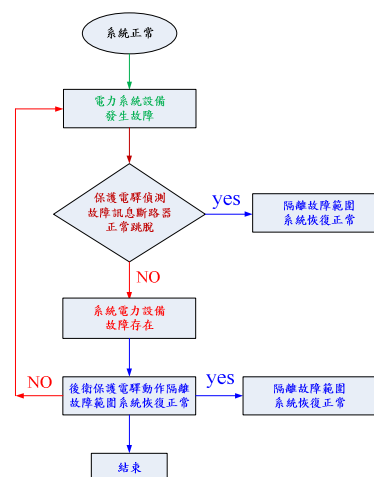 系統正常
電力系統設備
發生故障
保護電驛偵測
故障訊息斷路器
正常跳脫
yes
隔離故障範圍
系統恢復正常
NO
系統電力設備
故障存在
NO
後衛保護電驛動作隔離
故障範圍系統恢復正常
yes
隔離故障範圍
系統恢復正常
結束